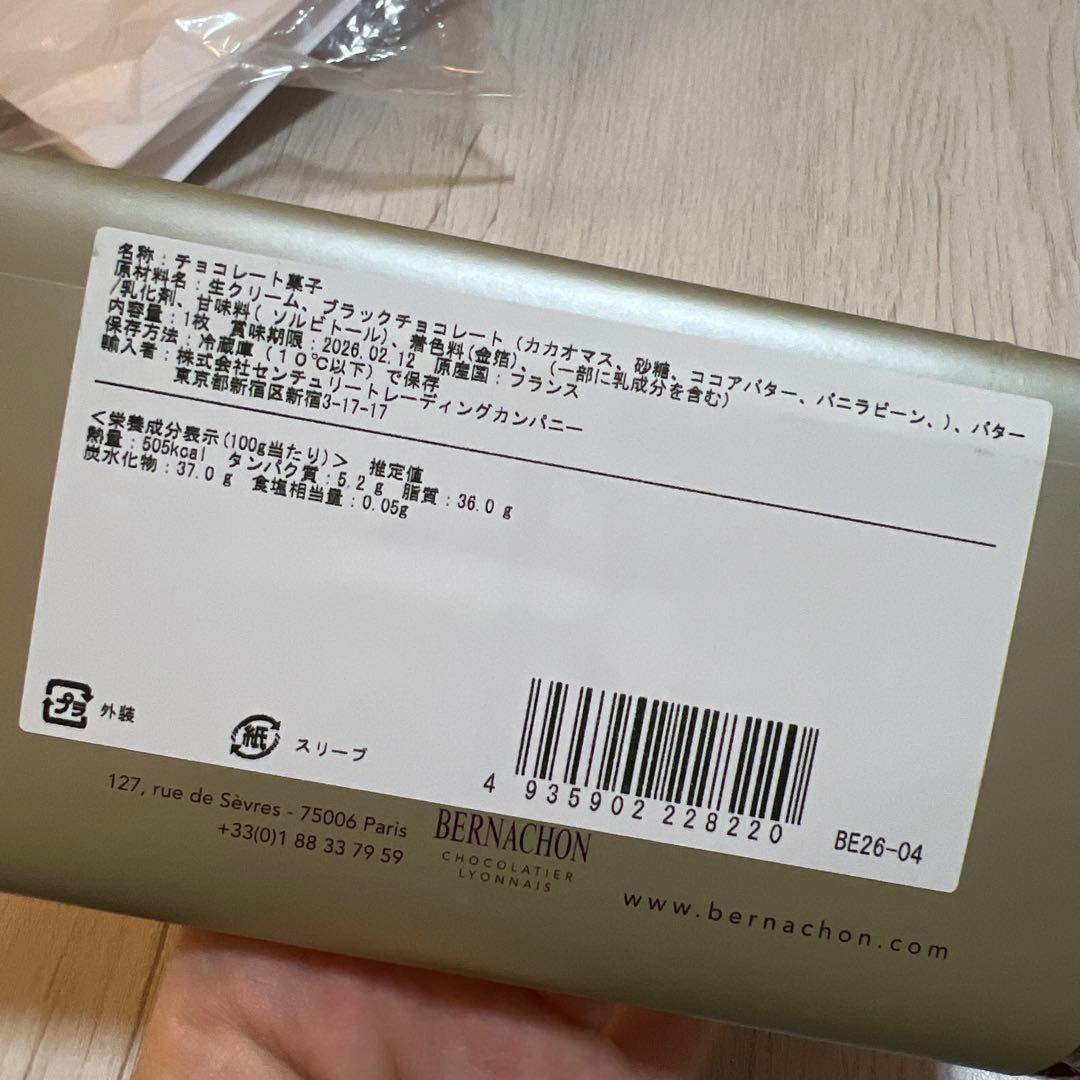 名称：チョコレート菓子
原材料名：生クリーム、ブラックチョコレート（カカオマス、砂糖、ココアバター、バニラビーン、）、バター
/乳化剤、甘味料(ソルビトール)、着色料(金箔)、(一部に乳成分を含む)
内容量：1枚　賞味期限：2026.02.12　原産国：フランス
保存方法：冷蔵庫（１０℃以下）で保存
輸入者：株式会社センチュリートレーディングカンパニー
東京都新宿区新宿3-17-17
＜栄養成分表示(100g当たり)＞　推定値
熱量：505kcal　タンパク質：5.2g　脂質：36.0g
炭水化物：37.0g　食塩相当量：0.05g
プラ 外装
紙 スリーブ
4 935902 228220
BE26-04
127, rue de Sèvres - 75006 Paris
+33(0)1 88 33 79 59
BERNACHON
CHOCOLATIER
LYONNAIS
www.bernachon.com